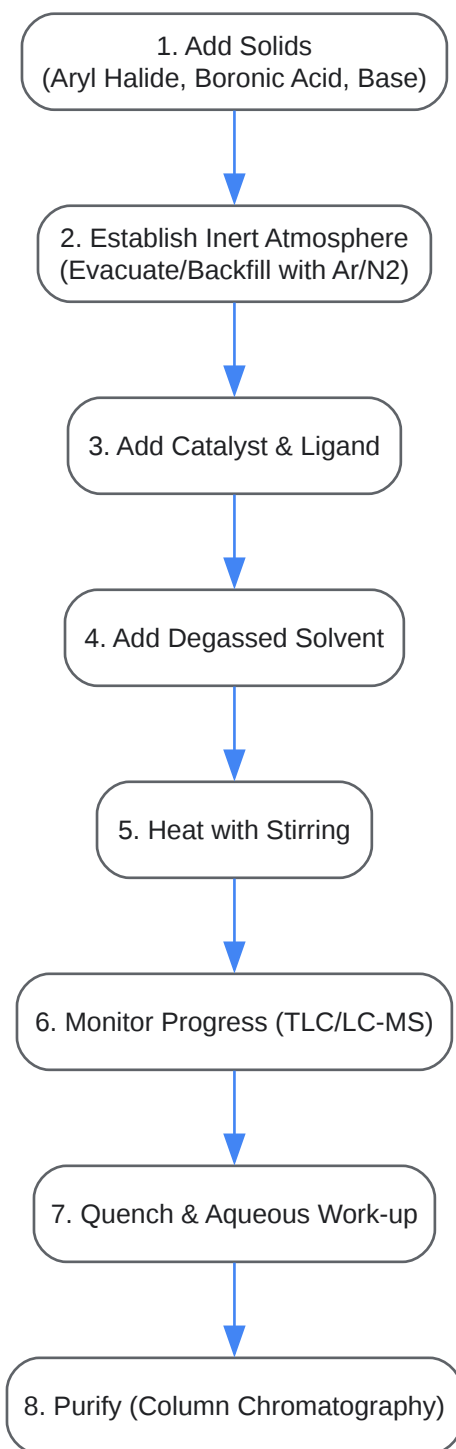 1. Add Solids
(Aryl Halide, Boronic Acid, Base)
2. Establish Inert Atmosphere
(Evacuate/Backfill with Ar/N2)
3. Add Catalyst & Ligand
4. Add Degassed Solvent
5. Heat with Stirring
6. Monitor Progress (TLC/LC-MS)
7. Quench & Aqueous Work-up
8. Purify (Column Chromatography)